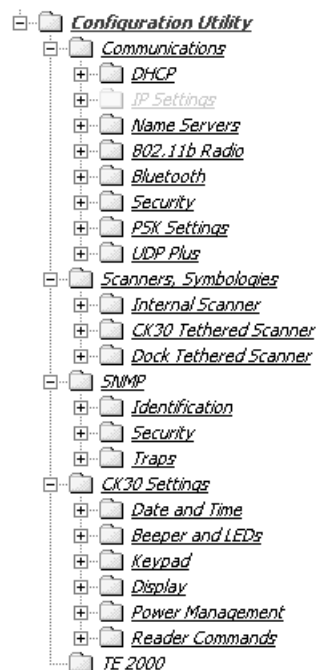 Configuration Utility
Communications
DHCP
IP Settings
Name Servers
802.11b Radio
Bluetooth
Security
PSK Settings
UDP Plus
Scanners, Symbologies
Internal Scanner
CK30 Tethered Scanner
Dock Tethered Scanner
SNMP
Identification
Security
Traps
CK30 Settings
Date and Time
Beeper and LEDs
Keypad
Display
Power Management
Reader Commands
TE 2000